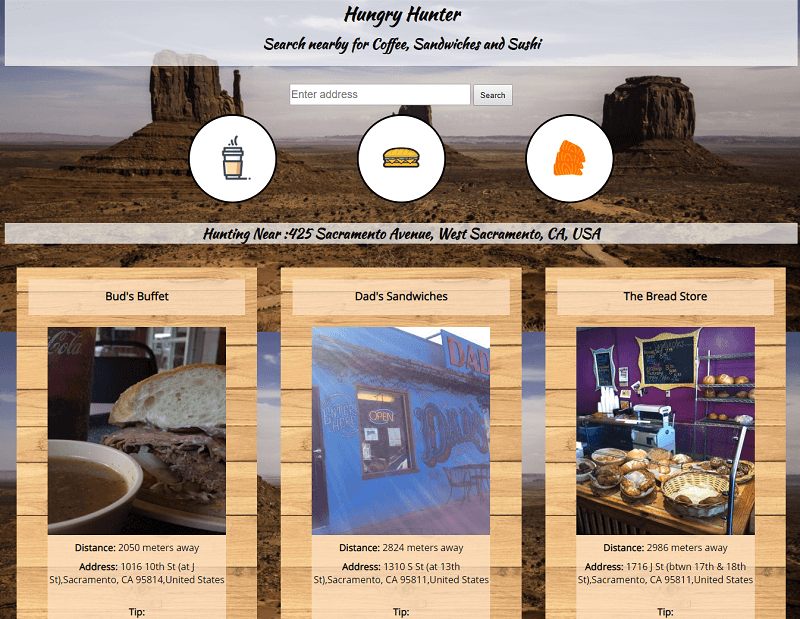 Hungry Hunter
Search nearby for Coffee, Sandwiches and Sushi
Enter address
Search
Hunting Near :425 Sacramento Avenue, West Sacramento, CA, USA
Bud's Buffet
Cola
Distance: 2050 meters away
Address: 1016 10th St (at J
St),Sacramento, CA 95814,United States
Tip:
Dad's Sandwiches
DAD
ENTER
HERE
OPEN
Dad's
Distance: 2824 meters away
Address: 1310 S St (at 13th
St),Sacramento, CA 95811,United States
Tip:
The Bread Store
Distance: 2986 meters away
Address: 1716 J St (btwn 17th & 18th
St),Sacramento, CA 95811,United States
Tip: